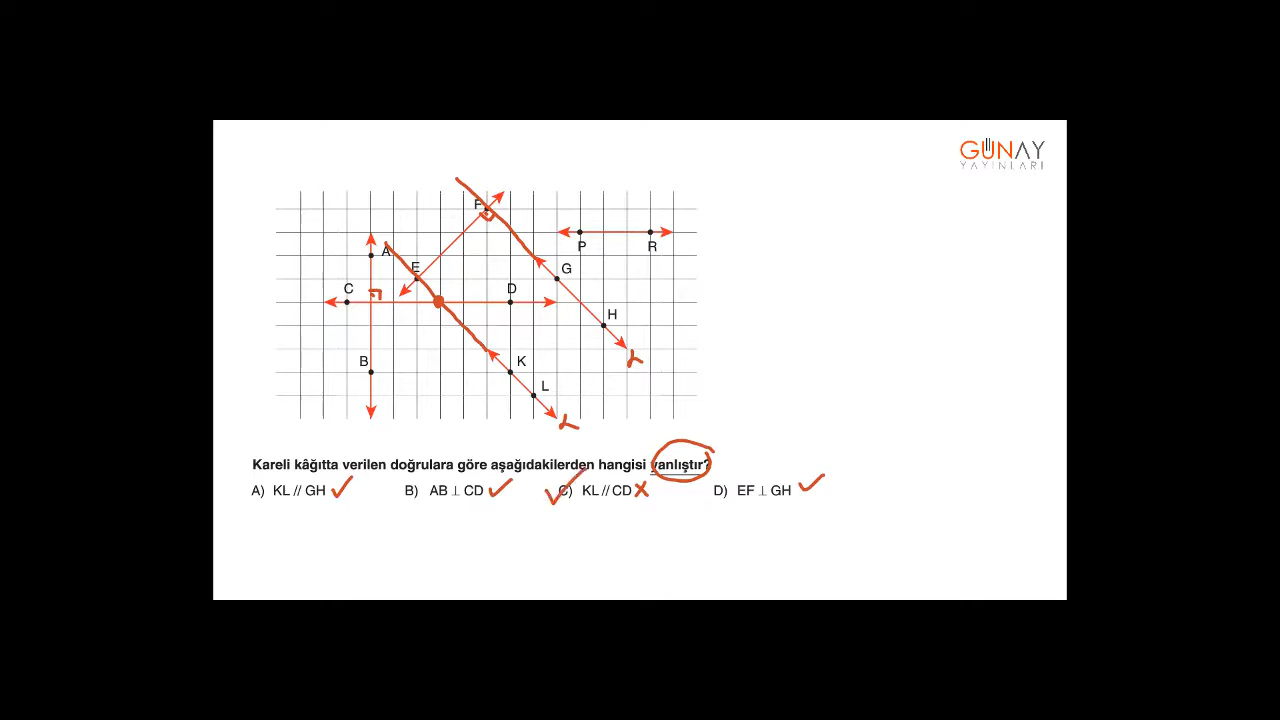 GÜNAY
YAYINLARI
F
A
E
P
R
G
C
D
H
B
K
L
Kareli kâğıtta verilen doğrulara göre aşağıdakilerden hangisi yanlıştır?
A) KL // GH
B) AB ⊥ CD
C) KL // CD
D) EF ⊥ GH